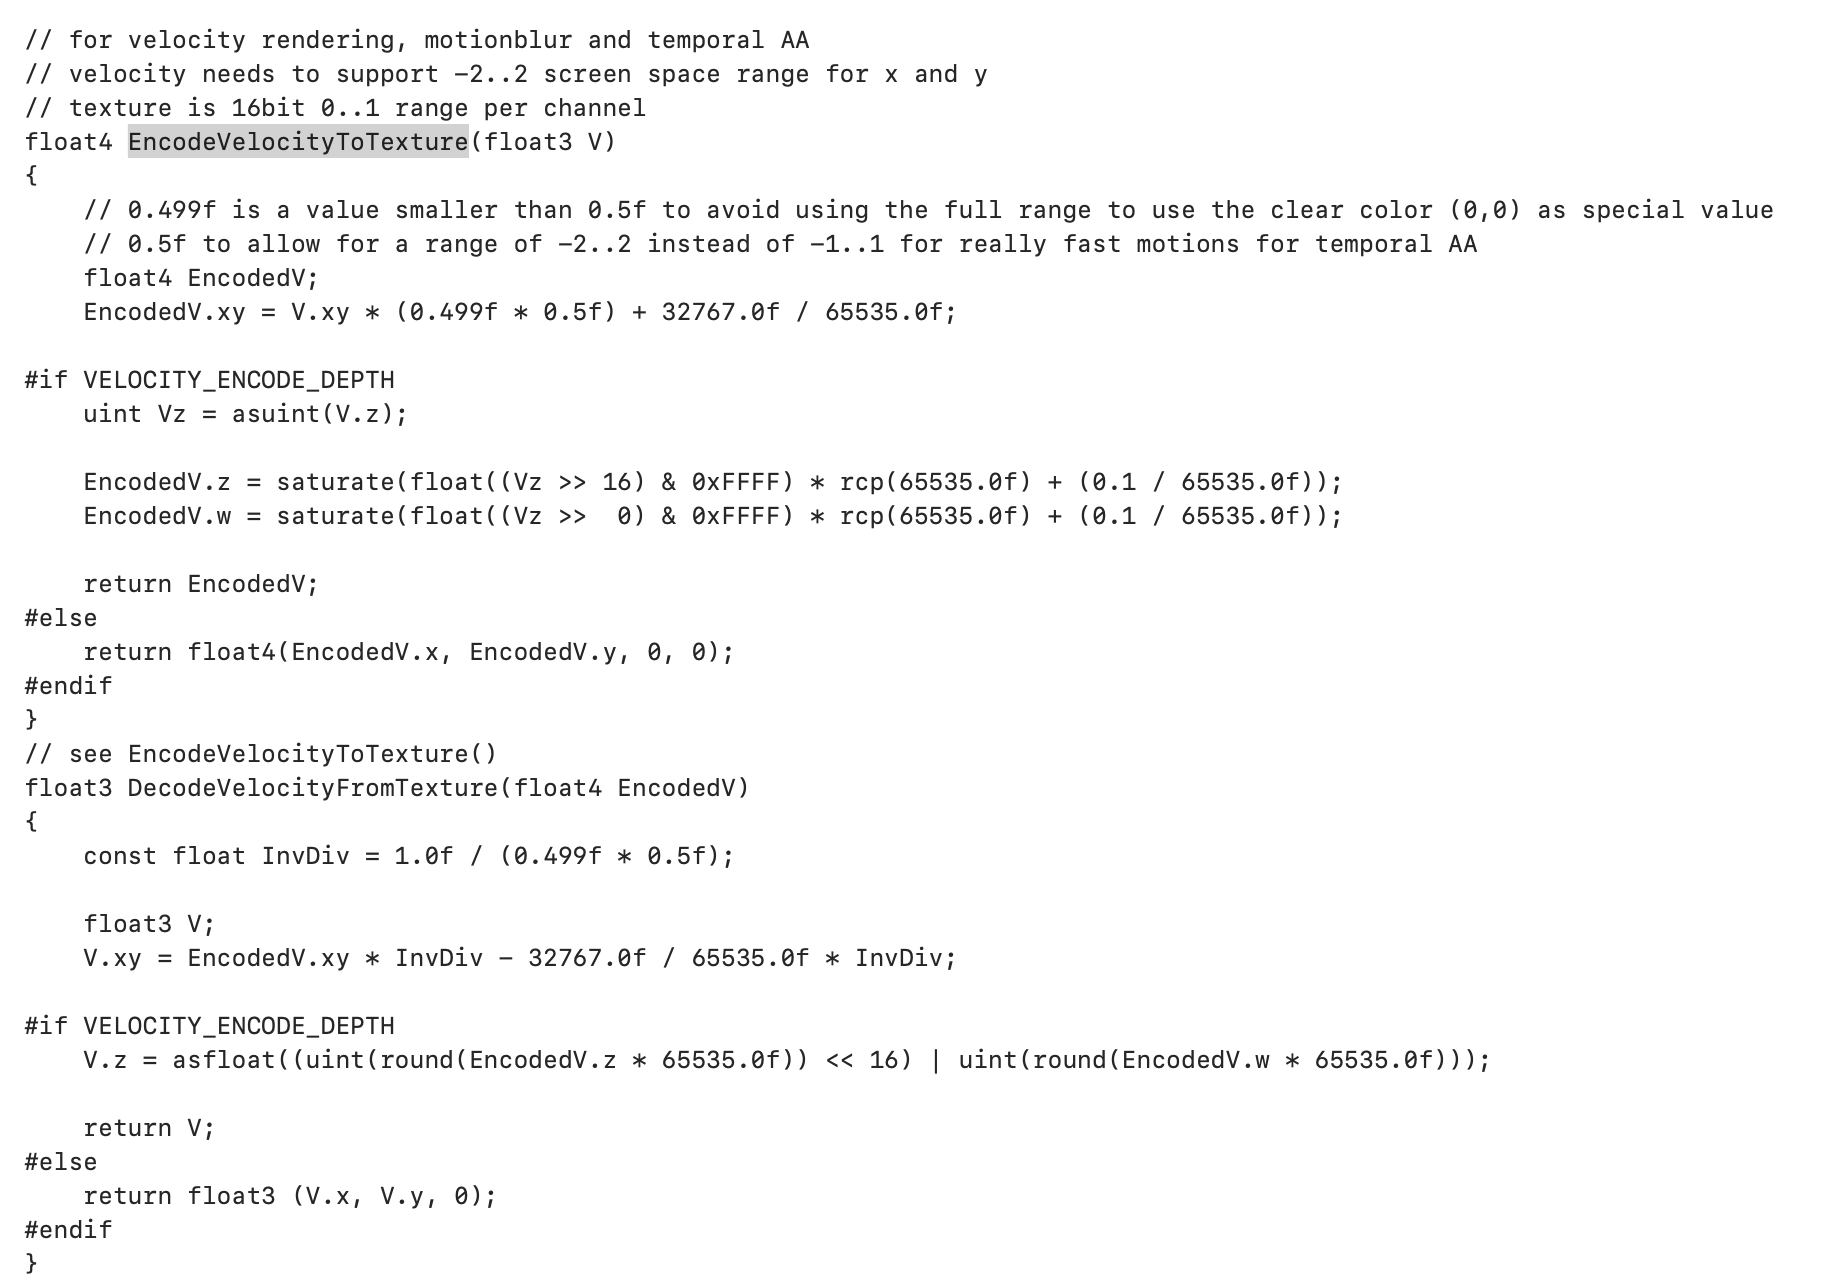 // for velocity rendering, motionblur and temporal AA
// velocity needs to support -2..2 screen space range for x and y
// texture is 16bit 0..1 range per channel
float4 EncodeVelocityToTexture(float3 V)
{
    // 0.499f is a value smaller than 0.5f to avoid using the full range to use the clear color (0,0) as special value
    // 0.5f to allow for a range of -2..2 instead of -1..1 for really fast motions for temporal AA
    float4 EncodedV;
    EncodedV.xy = V.xy * (0.499f * 0.5f) + 32767.0f / 65535.0f;

#if VELOCITY_ENCODE_DEPTH
    uint Vz = asuint(V.z);

    EncodedV.z = saturate(float((Vz >> 16) & 0xFFFF) * rcp(65535.0f) + (0.1 / 65535.0f));
    EncodedV.w = saturate(float((Vz >>  0) & 0xFFFF) * rcp(65535.0f) + (0.1 / 65535.0f));

    return EncodedV;
#else
    return float4(EncodedV.x, EncodedV.y, 0, 0);
#endif
}
// see EncodeVelocityToTexture()
float3 DecodeVelocityFromTexture(float4 EncodedV)
{
    const float InvDiv = 1.0f / (0.499f * 0.5f);

    float3 V;
    V.xy = EncodedV.xy * InvDiv - 32767.0f / 65535.0f * InvDiv;

#if VELOCITY_ENCODE_DEPTH
    V.z = asfloat((uint(round(EncodedV.z * 65535.0f)) << 16) | uint(round(EncodedV.w * 65535.0f)));

    return V;
#else
    return float3 (V.x, V.y, 0);
#endif
}